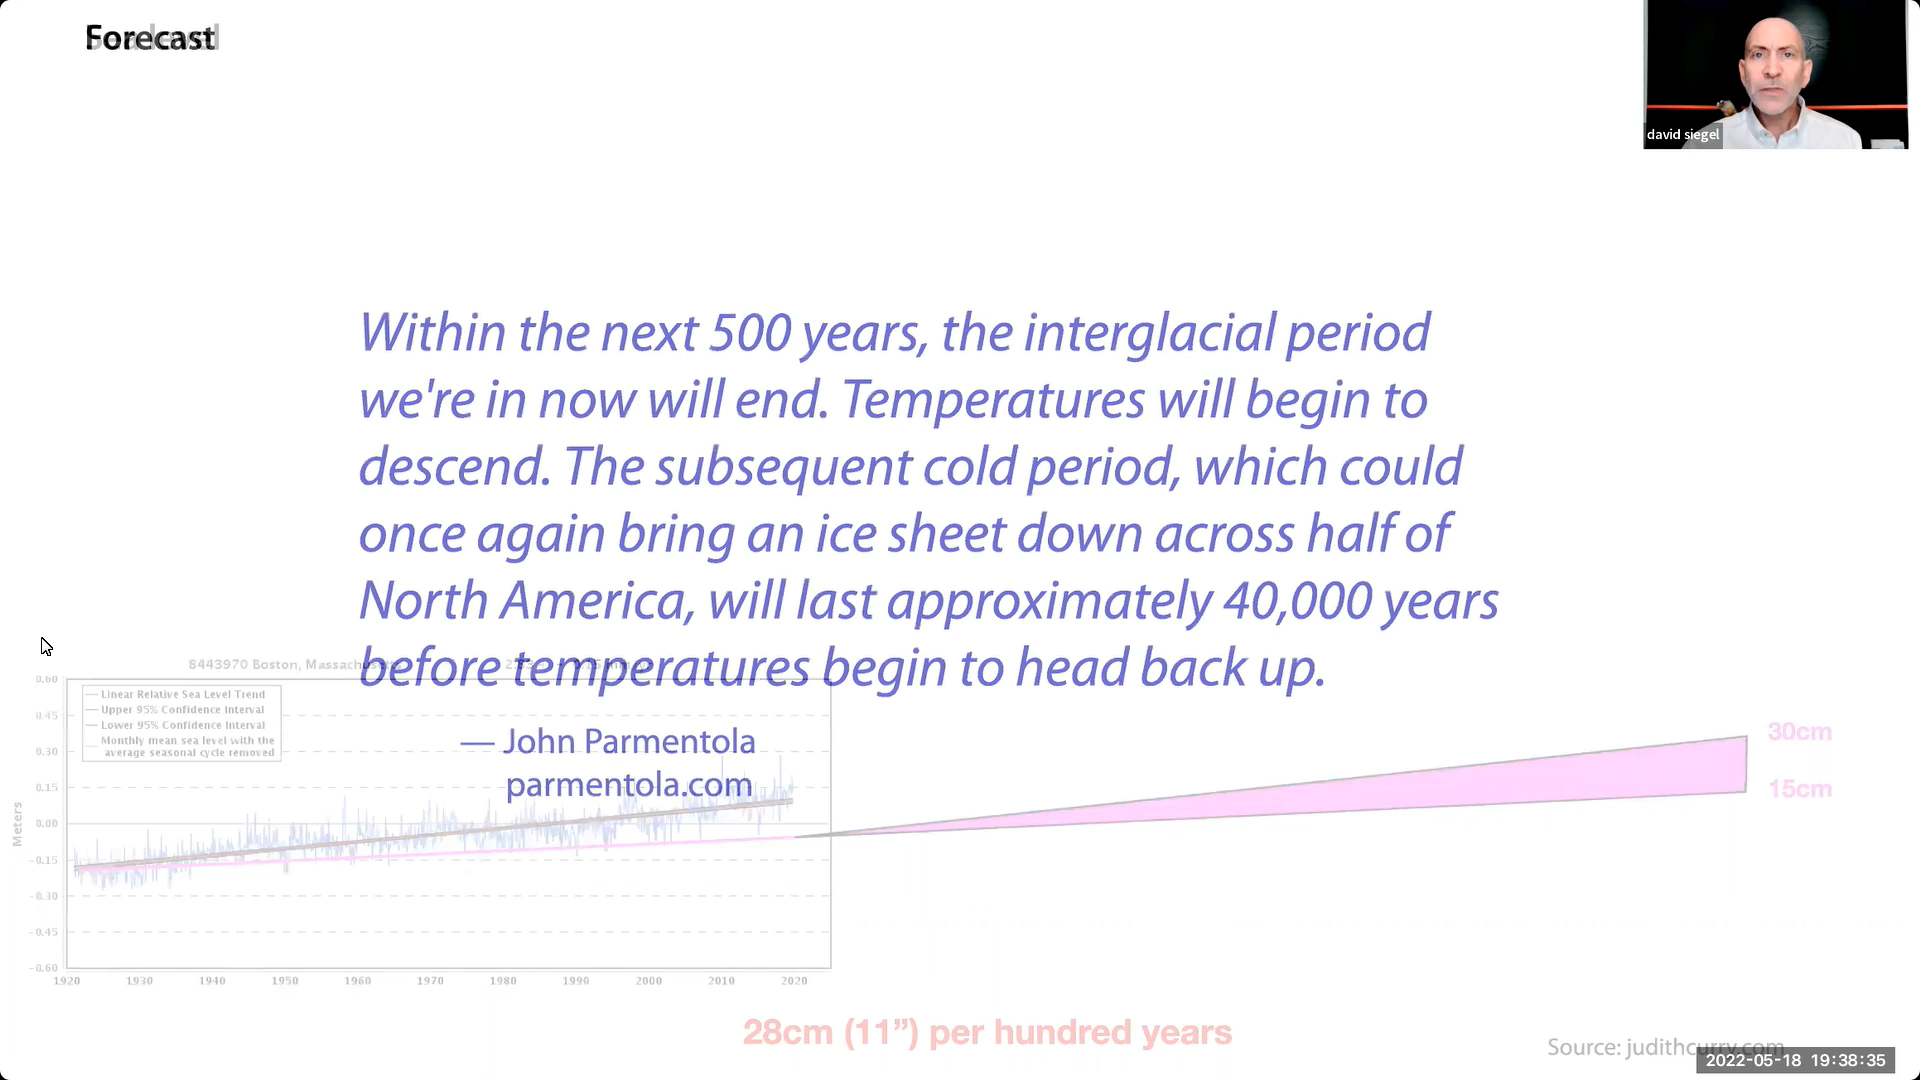 Forecast
david siegel
Within the next 500 years, the interglacial period
we're in now will end. Temperatures will begin to
descend. The subsequent cold period, which could
once again bring an ice sheet down across half of
North America, will last approximately 40,000 years
before temperatures begin to head back up.
— John Parmentola
parmentola.com
8443970 Boston, Massachusetts
Linear Relative Sea Level Trend
Upper 95% Confidence Interval
Lower 95% Confidence Interval
Monthly mean sea level with the
average seasonal cycle removed
Meters
0.60
0.45
0.30
0.15
0.00
-0.15
-0.30
-0.45
-0.60
1920 1930 1940 1950 1960 1970 1980 1990 2000 2010 2020
30cm
15cm
28cm (11”) per hundred years
Source: judithcurry.com
2022-05-18 19:38:35